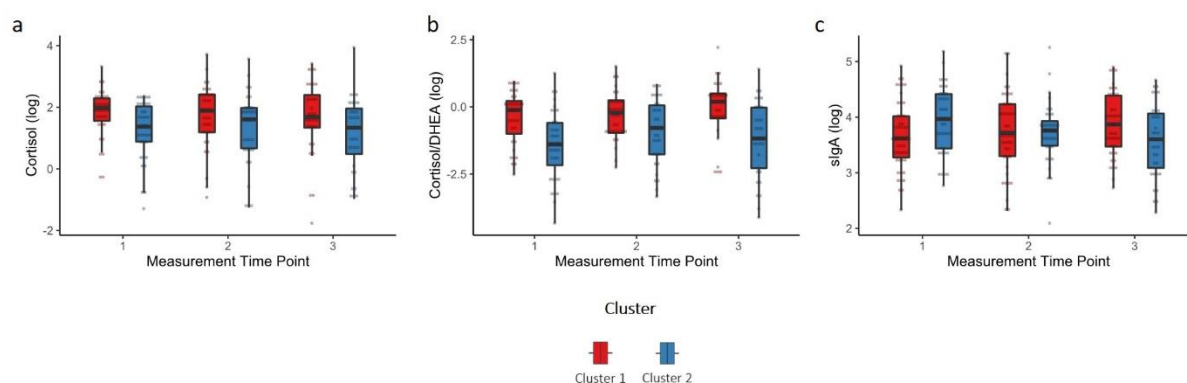 a
b
c
Cortisol (log)
4
2
0
-2
1
2
3
Measurement Time Point
Cortisol/DHEA (log)
2.5
0.0
-2.5
1
2
3
Measurement Time Point
sIgA (log)
5
4
3
2
1
2
3
Measurement Time Point
Cluster
Cluster 1
Cluster 2